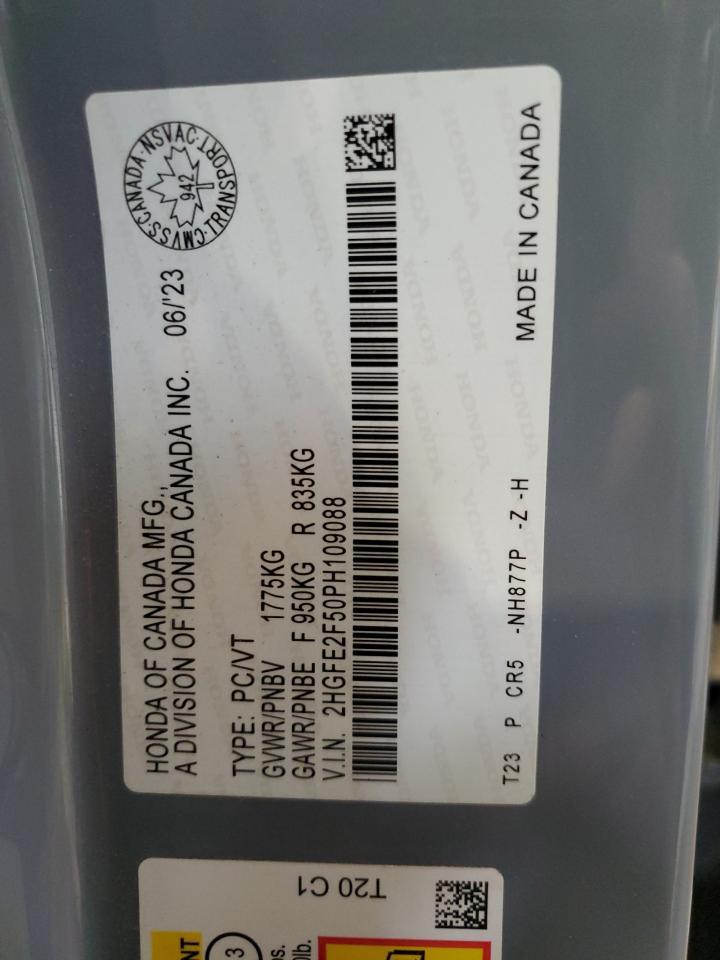 HONDA OF CANADA MFG.,
A DIVISION OF HONDA CANADA INC. 06/'23
CMVSS·CANADA·NSVAC·TRANSPORT·
942
TYPE: PC/VT
GVWR/PNBV 1775KG
GAWR/PNBE F 950KG R 835KG
V.I.N. 2HGFE2F50PH109088
T23 P CR5 -NH877P -Z -H MADE IN CANADA
T20 C1
3